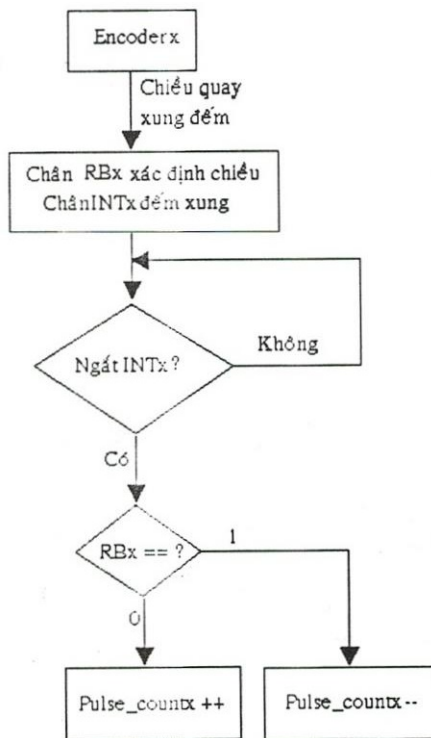 Encoderx
Chiều quay
xung đếm
Chân RBx xác định chiều
ChânINTx đếm xung
Ngắt INTx?
Không
Có
RBx == ?
1
0
Pulse_countx ++
Pulse_countx--